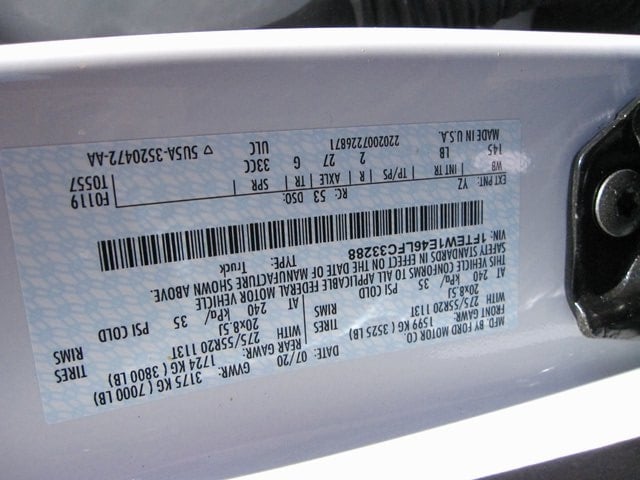 MFD. BY FORD MOTOR CO.
DATE: 07/20 GVWR: 3175 KG ( 7000 LB)
FRONT GAWR: 1599 KG ( 3525 LB) REAR GAWR: 1724 KG ( 3800 LB)
WITH 275/55R20 113T TIRES WITH 275/55R20 113T TIRES
20x8.5J RIMS 20x8.5J RIMS
AT 240 kPa/ 35 PSI COLD AT 240 kPa/ 35 PSI COLD
THIS VEHICLE CONFORMS TO ALL APPLICABLE FEDERAL MOTOR VEHICLE
SAFETY STANDARDS IN EFFECT ON THE DATE OF MANUFACTURE SHOWN ABOVE.
VIN: 1FTEW1E46LFC33288 TYPE: Truck
EXT PNT: YZ RC: 53 DSO:
WB INT TR TP/PS R AXLE TR SPR F0119
145 LB 2 27 G 33CC T0557
MADE IN U.S.A. 220200726871 ULC ▽ 5U5A-3520472-AA